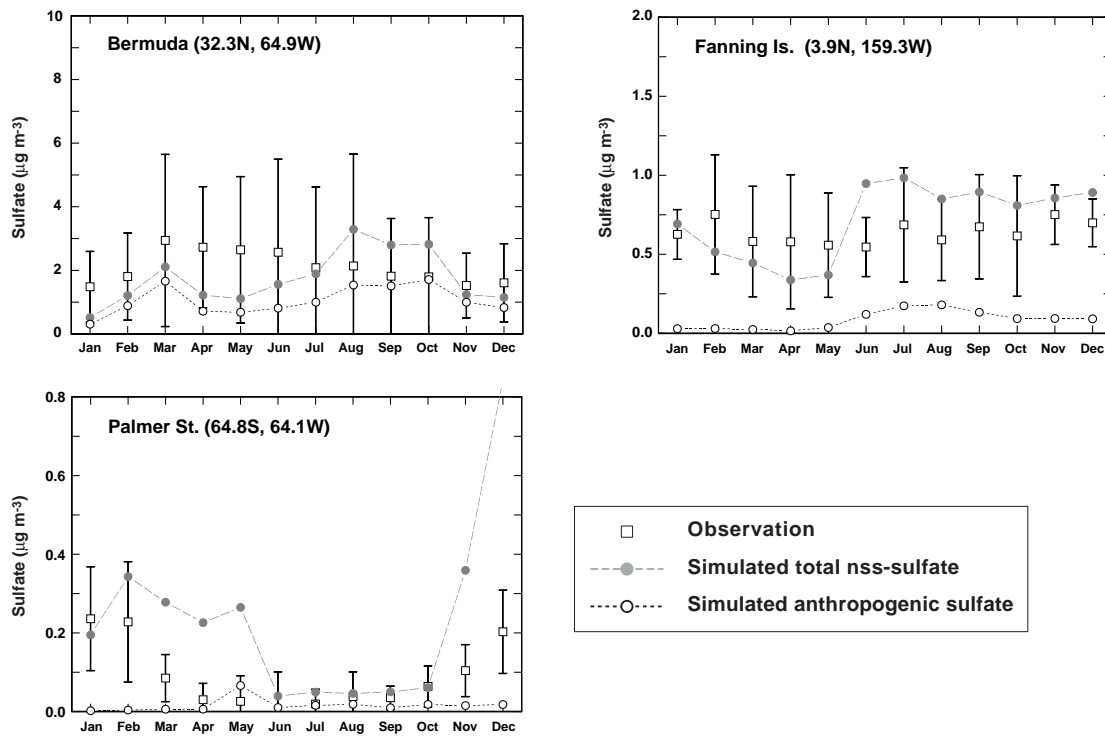 Bermuda (32.3N, 64.9W)
Sulfate (µg m-3)
10
8
6
4
2
0
Jan Feb Mar Apr May Jun Jul Aug Sep Oct Nov Dec
Fanning Is. (3.9N, 159.3W)
Sulfate (µg m-3)
2.0
1.5
1.0
0.5
0.0
Jan Feb Mar Apr May Jun Jul Aug Sep Oct Nov Dec
Palmer St. (64.8S, 64.1W)
Sulfate (µg m-3)
0.8
0.6
0.4
0.2
0.0
Jan Feb Mar Apr May Jun Jul Aug Sep Oct Nov Dec
Observation
Simulated total nss-sulfate
Simulated anthropogenic sulfate